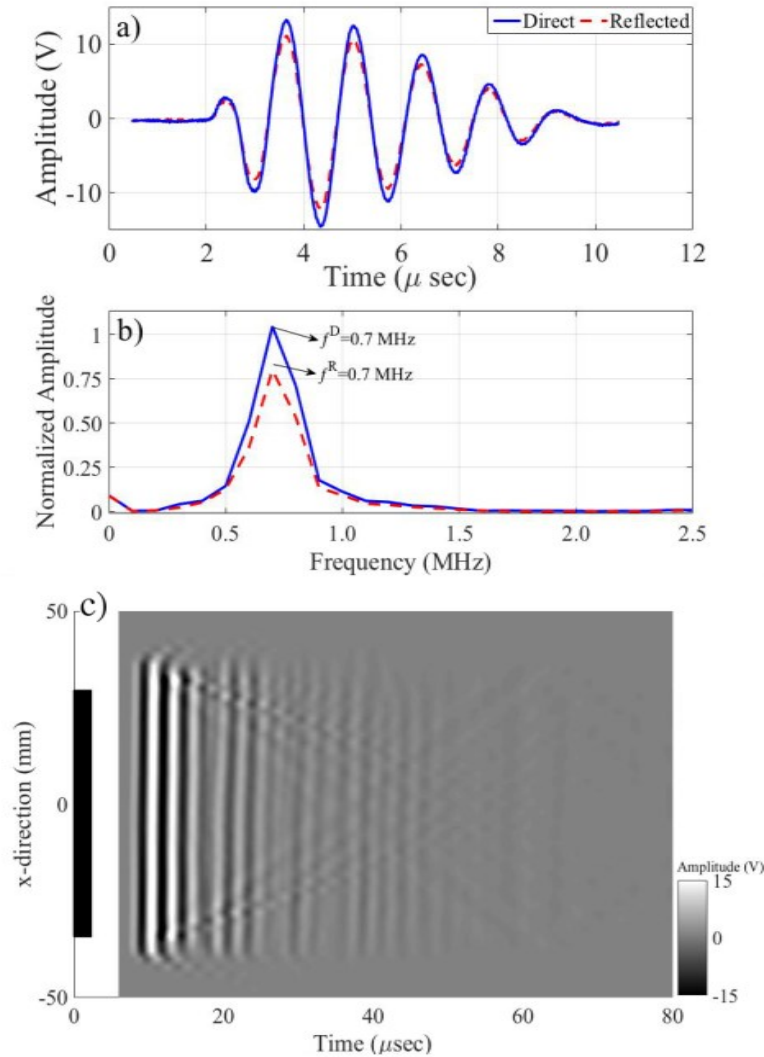 a)
Direct
Reflected
10
0
-10
Amplitude (V)
0 2 4 6 8 10 12
Time (μ sec)
b)
f^D=0.7 MHz
f^R=0.7 MHz
1
0.75
0.50
0.25
0
Normalized Amplitude
0 0.5 1.0 1.5 2.0 2.5
Frequency (MHz)
c)
50
0
-50
x-direction (mm)
0 20 40 60 80
Time (μsec)
Amplitude (V)
15
0
-15